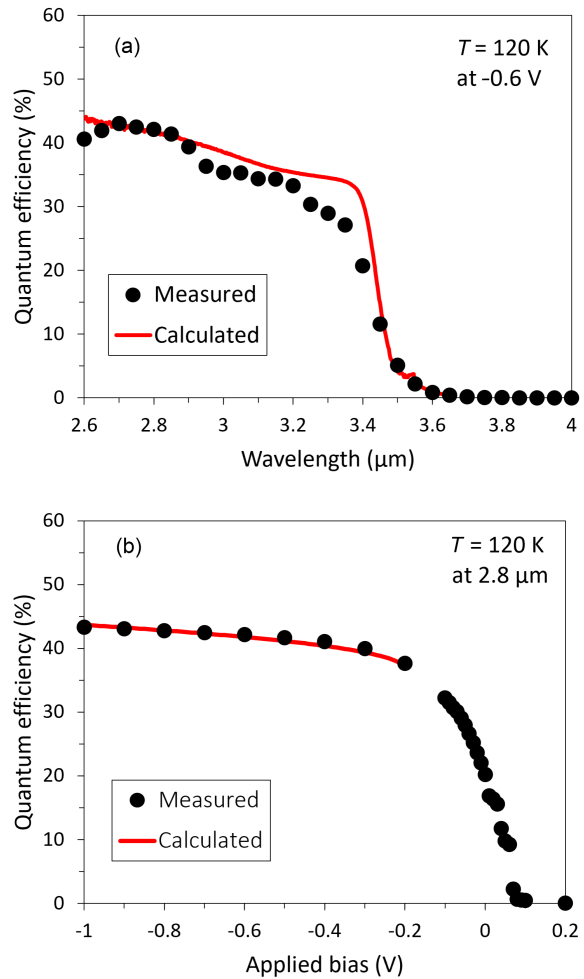 (a)
T = 120 K
at -0.6 V
Quantum efficiency (%)
60
50
40
30
20
10
0
Measured
Calculated
2.6 2.8 3 3.2 3.4 3.6 3.8 4
Wavelength (µm)
(b)
T = 120 K
at 2.8 µm
Quantum efficiency (%)
60
50
40
30
20
10
0
Measured
Calculated
-1 -0.8 -0.6 -0.4 -0.2 0 0.2
Applied bias (V)